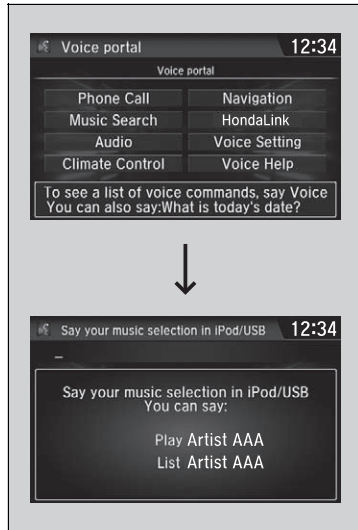 Voice portal 12:34
Voice portal
Phone Call Navigation
Music Search HondaLink
Audio Voice Setting
Climate Control Voice Help
To see a list of voice commands, say Voice
You can also say:What is today's date?
Say your music selection in iPod/USB 12:34
Say your music selection in iPod/USB
You can say:
Play Artist AAA
List Artist AAA